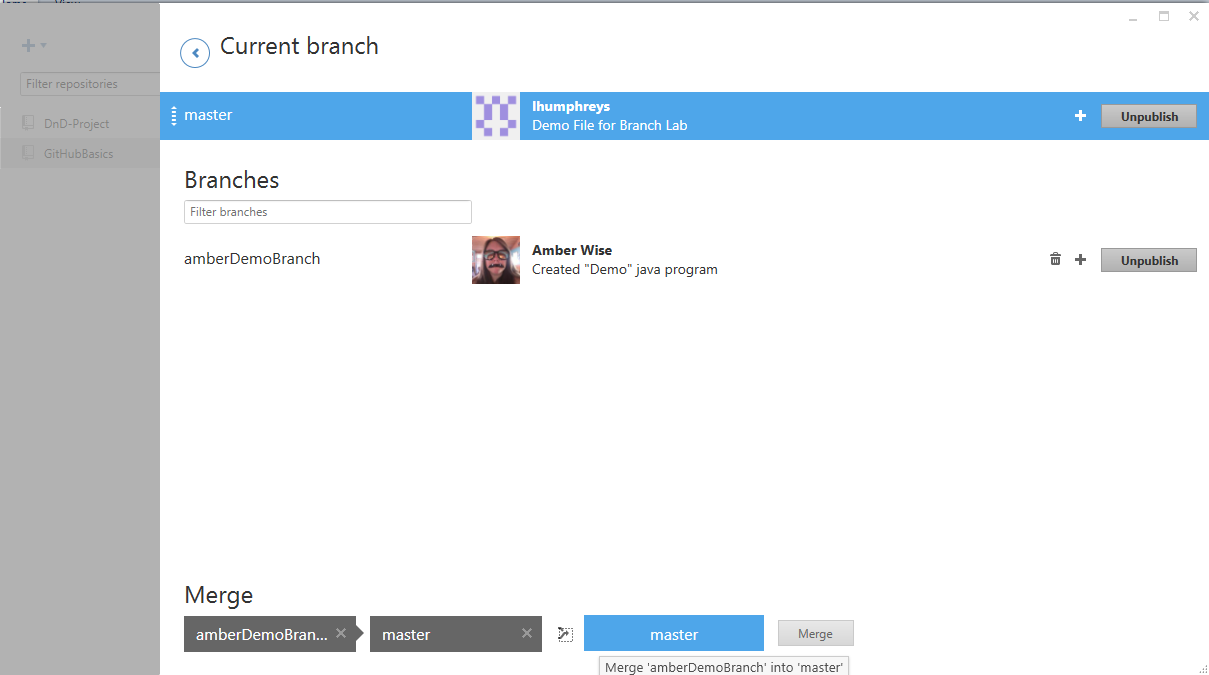 View
Current branch
Filter repositories
DnD-Project
GitHubBasics
master
lhumphreys
Demo File for Branch Lab
Unpublish
Branches
Filter branches
amberDemoBranch
Amber Wise
Created "Demo" java program
Unpublish
Merge
amberDemoBran...
master
master
Merge
Merge 'amberDemoBranch' into 'master'